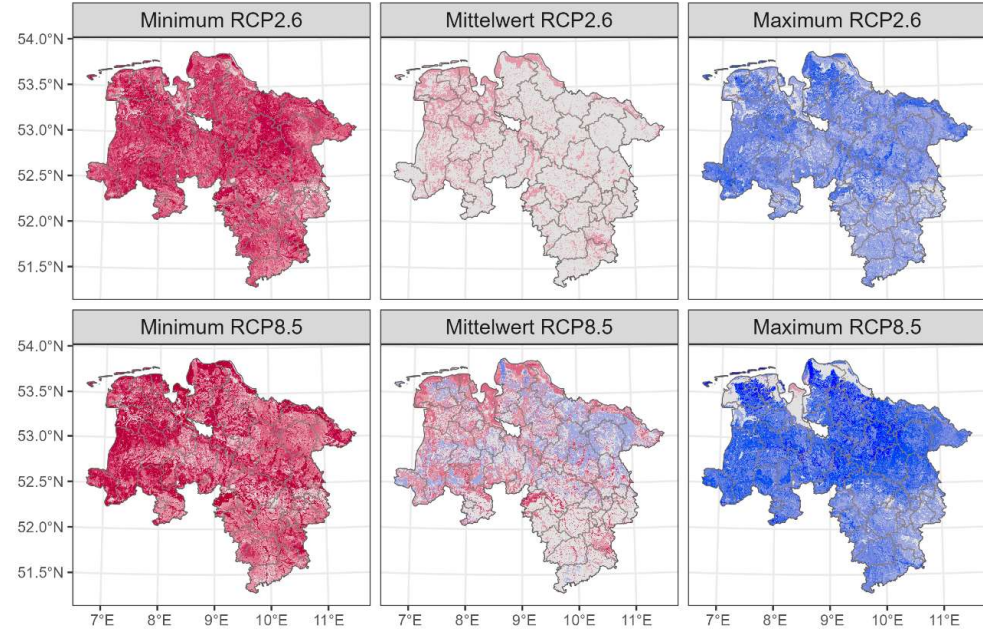 Minimum RCP2.6 Mittelwert RCP2.6 Maximum RCP2.6
54.0°N
53.5°N
53.0°N
52.5°N
52.0°N
51.5°N
Minimum RCP8.5 Mittelwert RCP8.5 Maximum RCP8.5
54.0°N
53.5°N
53.0°N
52.5°N
52.0°N
51.5°N
7°E 8°E 9°E 10°E 11°E 7°E 8°E 9°E 10°E 11°E 7°E 8°E 9°E 10°E 11°E